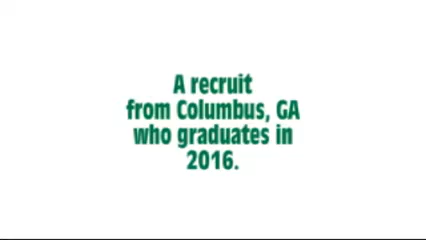 A recruit
from Columbus, GA
who graduates in
2016.